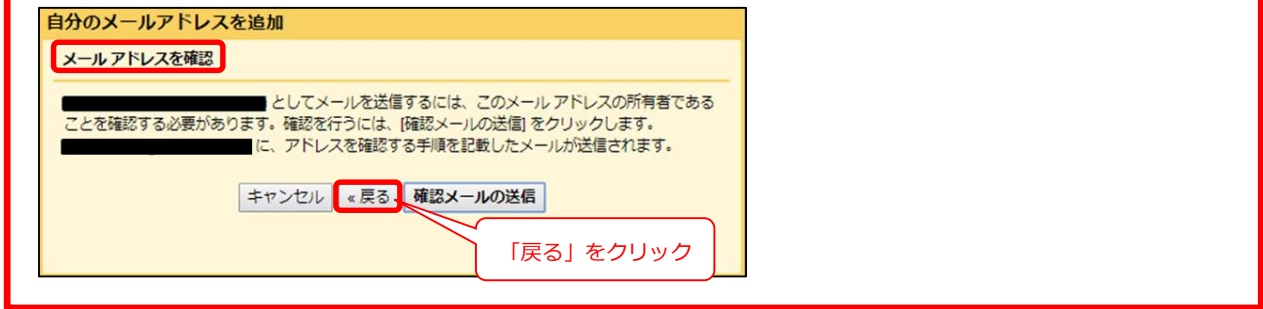 自分のメールアドレスを追加
メール アドレスを確認
としてメールを送信するには、このメール アドレスの所有者である
ことを確認する必要があります。確認を行うには、[確認メールの送信] をクリックします。
に、アドレスを確認する手順を記載したメールが送信されます。
キャンセル « 戻る 確認メールの送信
「戻る」をクリック